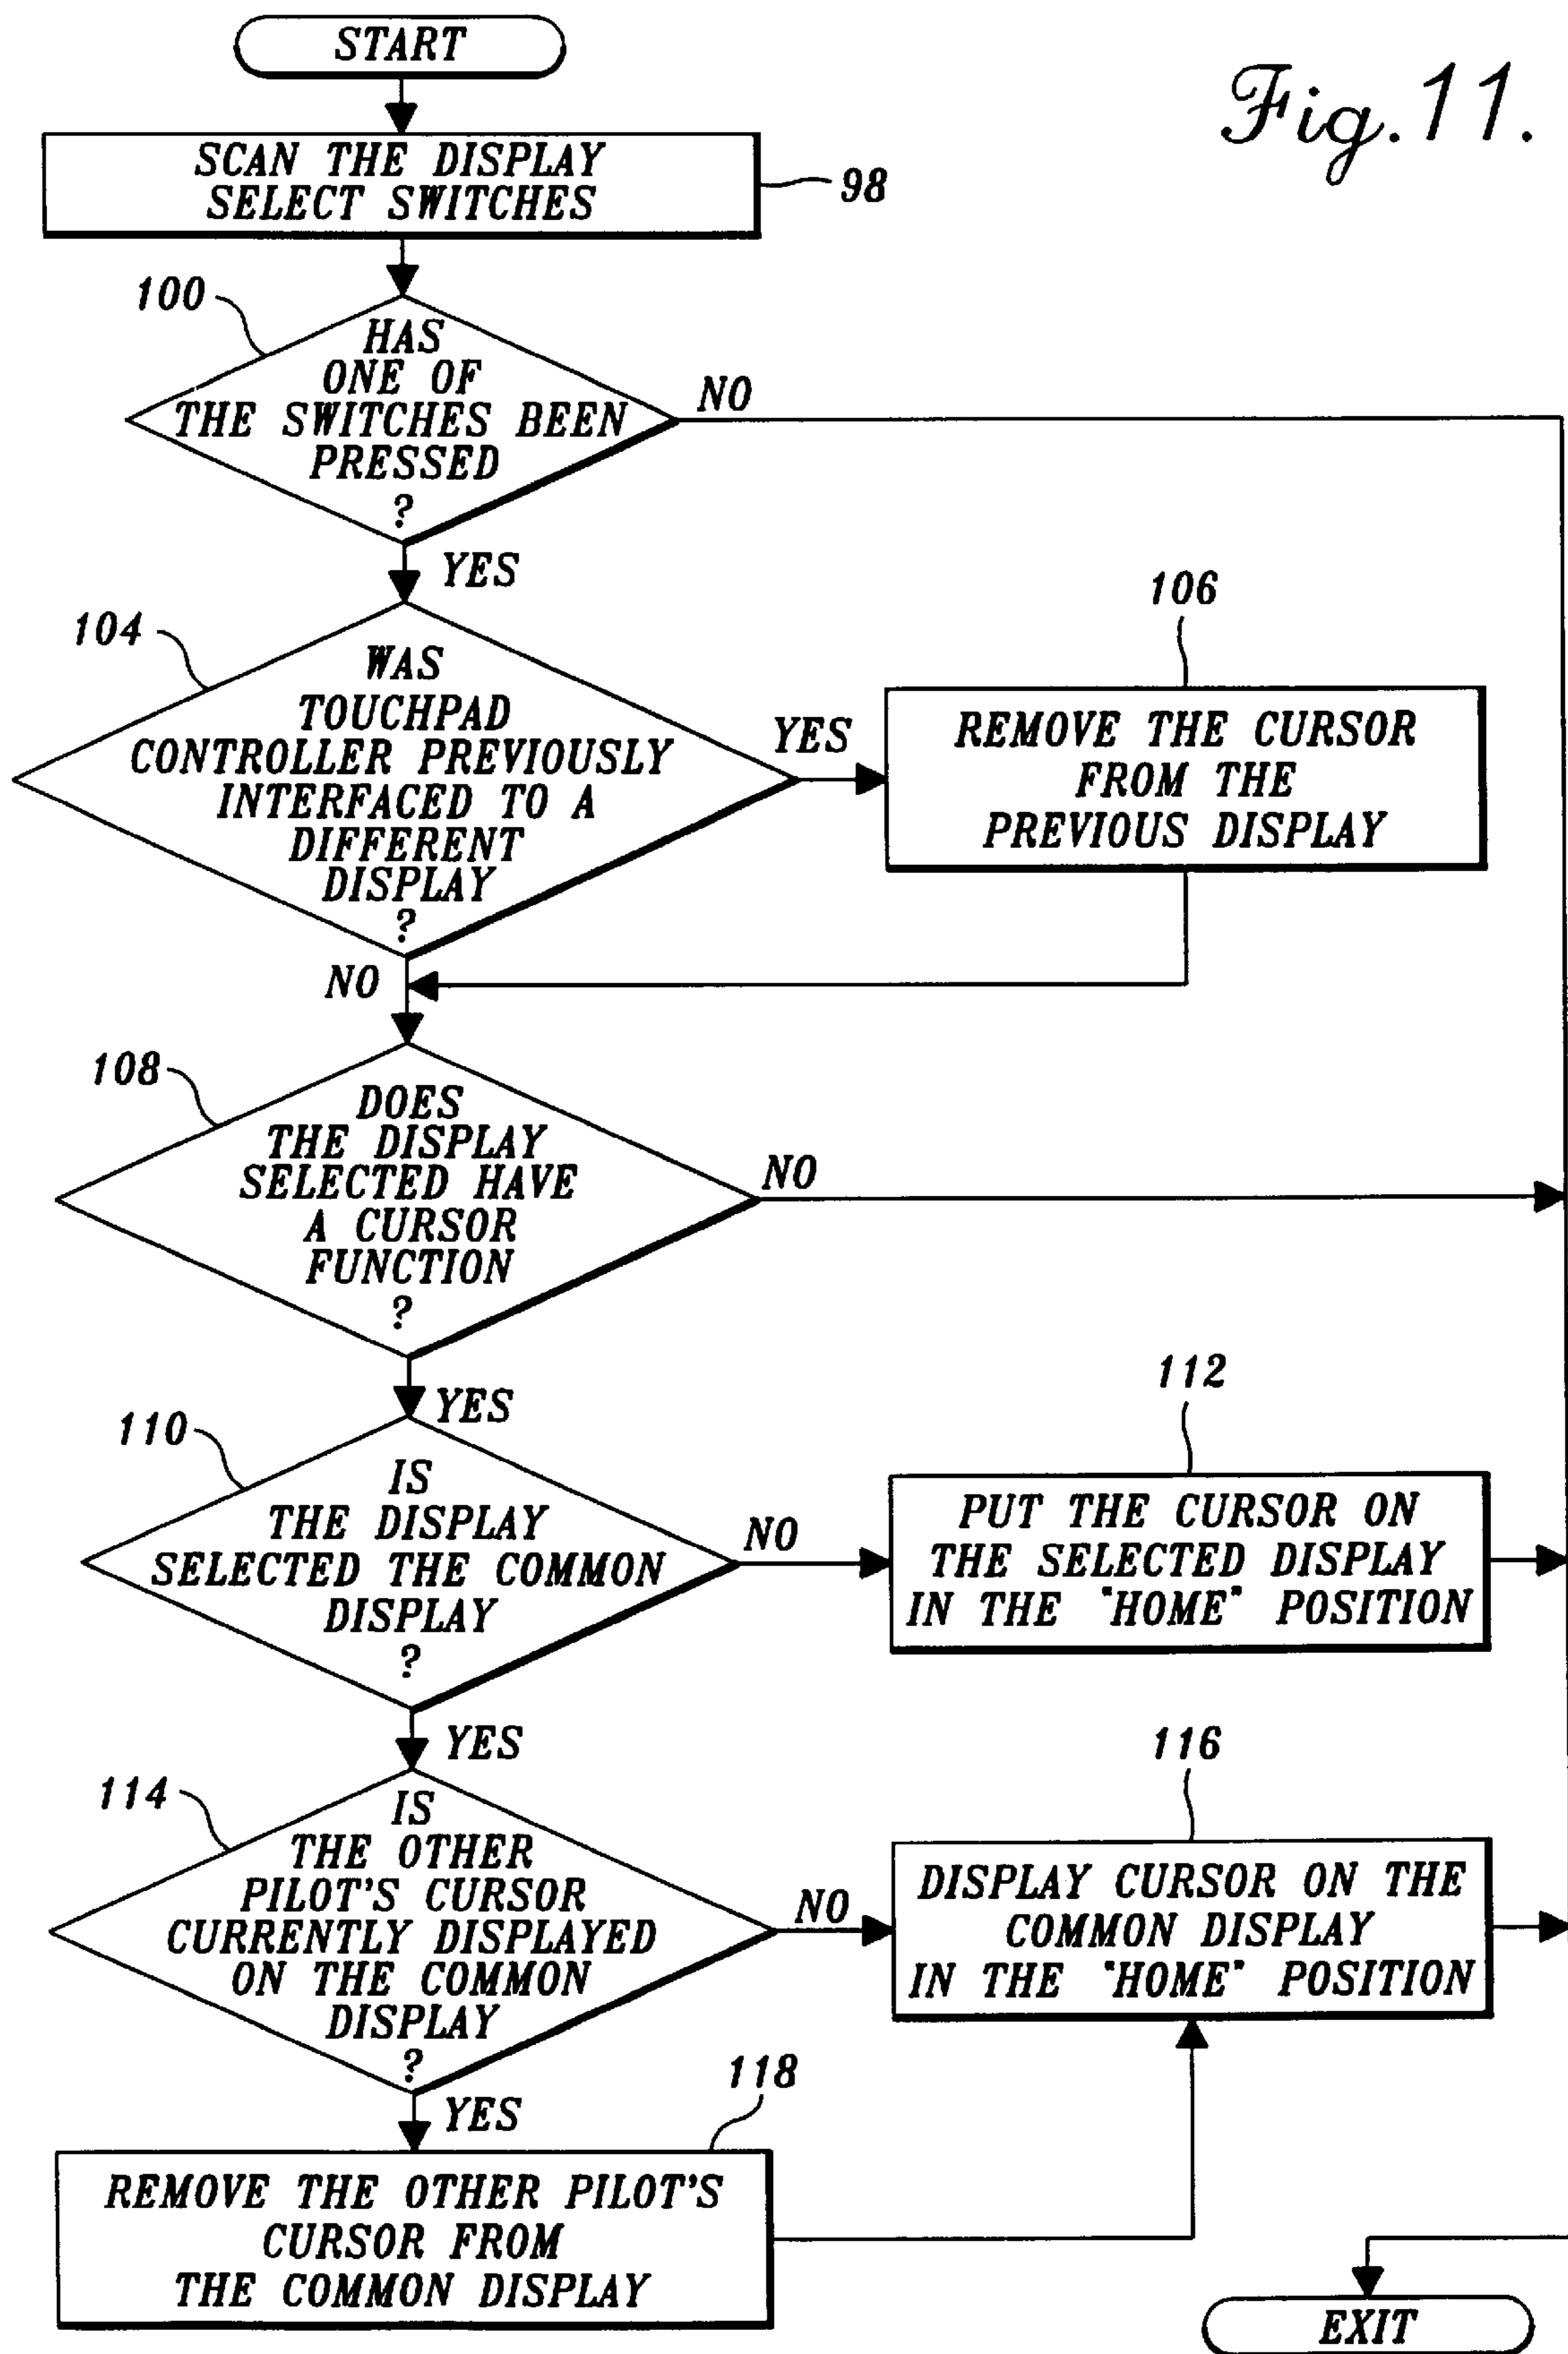 START
Fig. 11.
SCAN THE DISPLAY
SELECT SWITCHES
98
100
HAS
ONE OF
THE SWITCHES BEEN
PRESSED
?
NO
YES
104
WAS
TOUCHPAD
CONTROLLER PREVIOUSLY
INTERFACED TO A
DIFFERENT
DISPLAY
?
YES
106
REMOVE THE CURSOR
FROM THE
PREVIOUS DISPLAY
NO
108
DOES
THE DISPLAY
SELECTED HAVE
A CURSOR
FUNCTION
?
NO
YES
110
IS
THE DISPLAY
SELECTED THE COMMON
DISPLAY
?
NO
112
PUT THE CURSOR ON
THE SELECTED DISPLAY
IN THE "HOME" POSITION
YES
114
IS
THE OTHER
PILOT'S CURSOR
CURRENTLY DISPLAYED
ON THE COMMON
DISPLAY
?
NO
116
DISPLAY CURSOR ON THE
COMMON DISPLAY
IN THE "HOME" POSITION
YES
118
REMOVE THE OTHER PILOT'S
CURSOR FROM
THE COMMON DISPLAY
EXIT